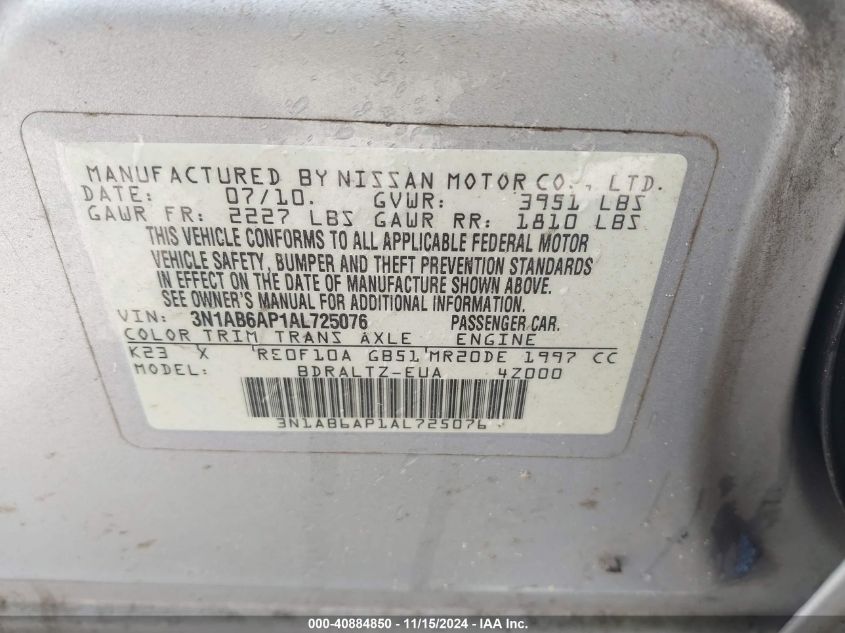 MANUFACTURED BY NISSAN MOTOR CO., LTD.
DATE: 07/10. GVWR: 3951 LBS
GAWR FR: 2227 LBS GAWR RR: 1810 LBS
THIS VEHICLE CONFORMS TO ALL APPLICABLE FEDERAL MOTOR
VEHICLE SAFETY, BUMPER AND THEFT PREVENTION STANDARDS
IN EFFECT ON THE DATE OF MANUFACTURE SHOWN ABOVE.
SEE OWNER'S MANUAL FOR ADDITIONAL INFORMATION.
VIN: 3N1AB6AP1AL725076 PASSENGER CAR.
COLOR TRIM TRANS AXLE ENGINE
K23 X RE0F10A GB51 MR20DE 1997 CC
MODEL: BDRALTZ-EUA 4Z000
3N1AB6AP1AL725076
000-40884850 - 11/15/2024 - IAA Inc.